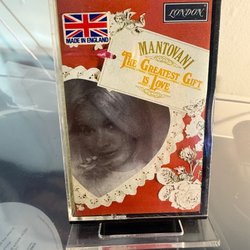 LONDON
MADE IN ENGLAND
MANTOVANI
THE GREATEST GIFT
IS LOVE